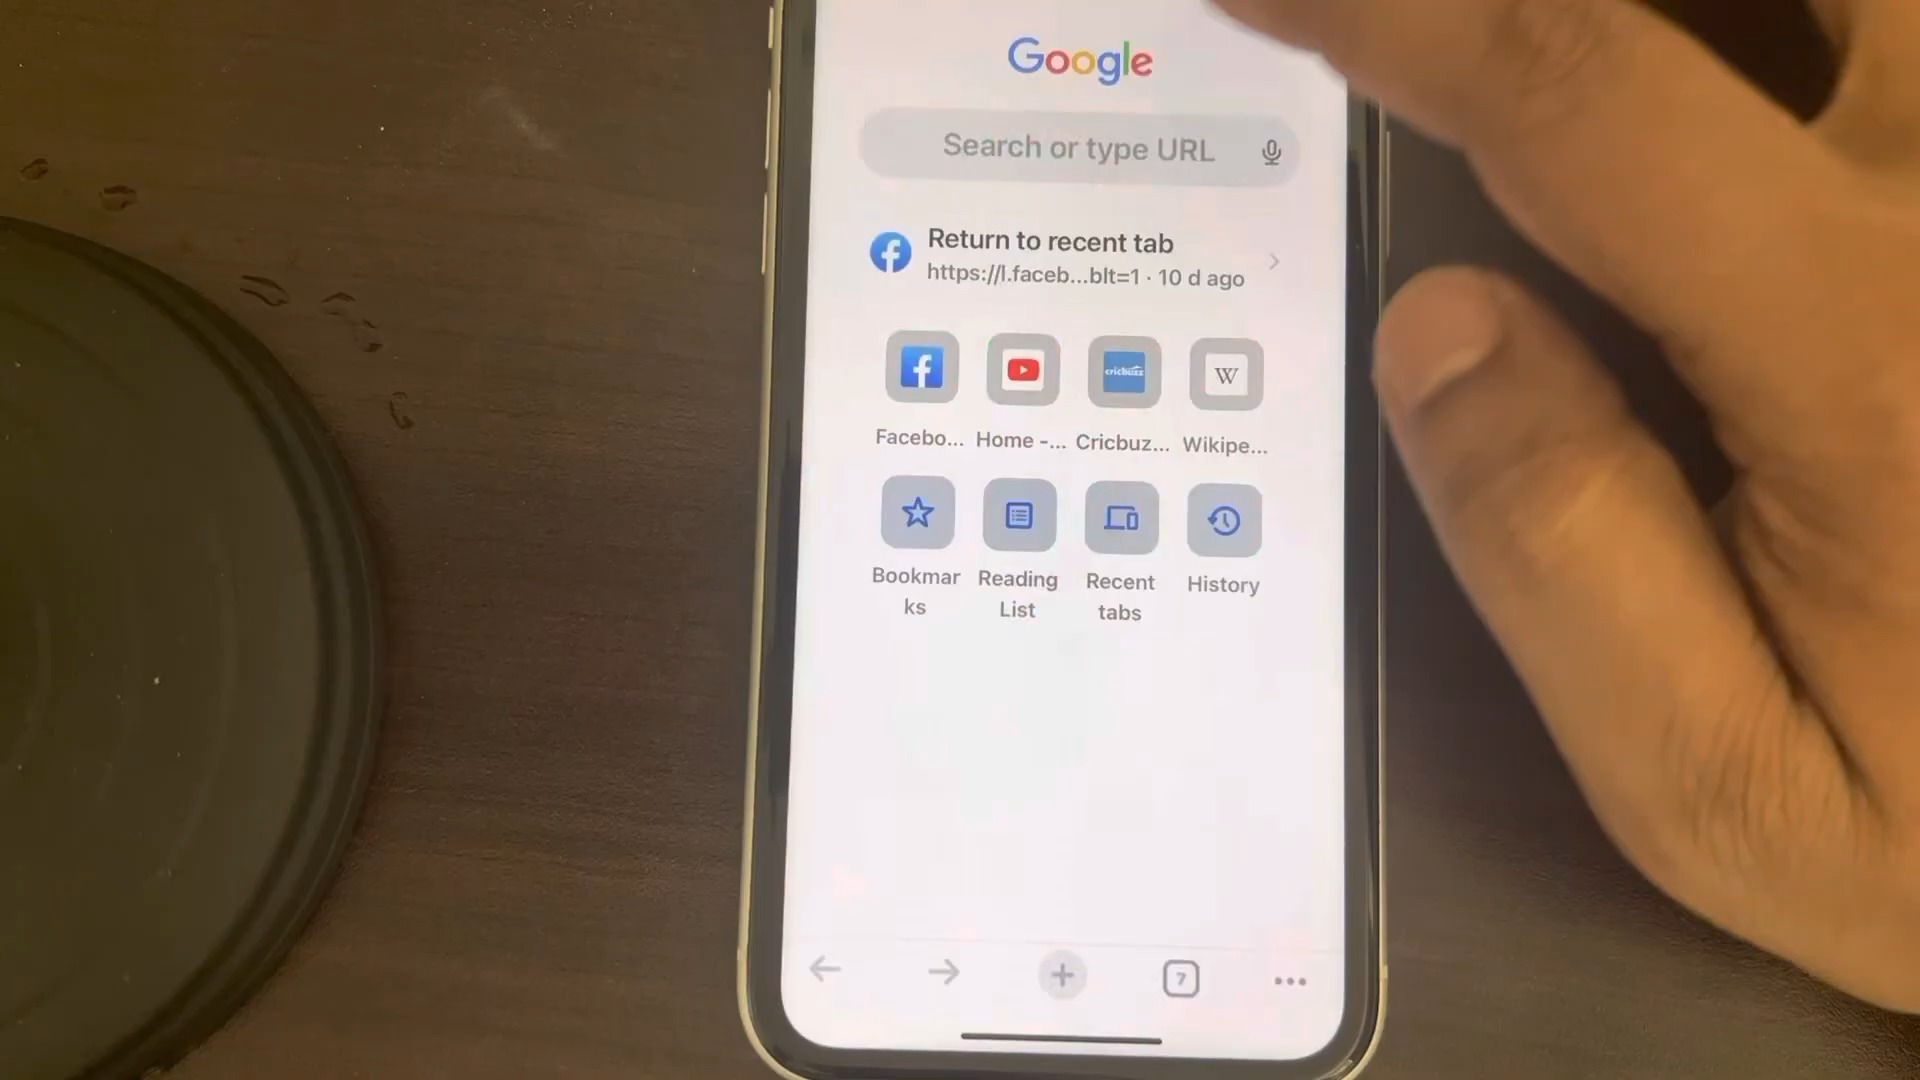 Google
Search or type URL
Return to recent tab
https://l.faceb...blt=1 · 10 d ago
cricbuzz
W
Facebo... Home -... Cricbuz... Wikipe...
Bookmar
ks
Reading
List
Recent
tabs
History
7